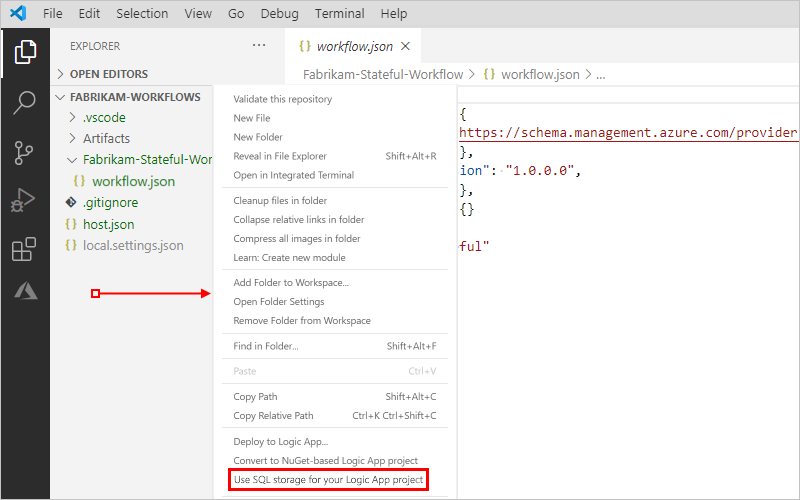 File Edit Selection View Go Debug Terminal Help
EXPLORER ...
OPEN EDITORS
FABRIKAM-WORKFLOWS
.vscode
Artifacts
Fabrikam-Stateful-Wor
{} workflow.json
.gitignore
{} host.json
{} local.settings.json
{} workflow.json ×
Fabrikam-Stateful-Workflow > {} workflow.json > ...
{
https://schema.management.azure.com/provider
},
ion": "1.0.0.0",
},
{}
ful"
Validate this repository
New File
New Folder
Reveal in File Explorer Shift+Alt+R
Open in Integrated Terminal
Cleanup files in folder
Collapse relative links in folder
Compress all images in folder
Learn: Create new module
Add Folder to Workspace...
Open Folder Settings
Remove Folder from Workspace
Find in Folder... Shift+Alt+F
Paste Ctrl+V
Copy Path Shift+Alt+C
Copy Relative Path Ctrl+K Ctrl+Shift+C
Deploy to Logic App...
Convert to NuGet-based Logic App project
Use SQL storage for your Logic App project